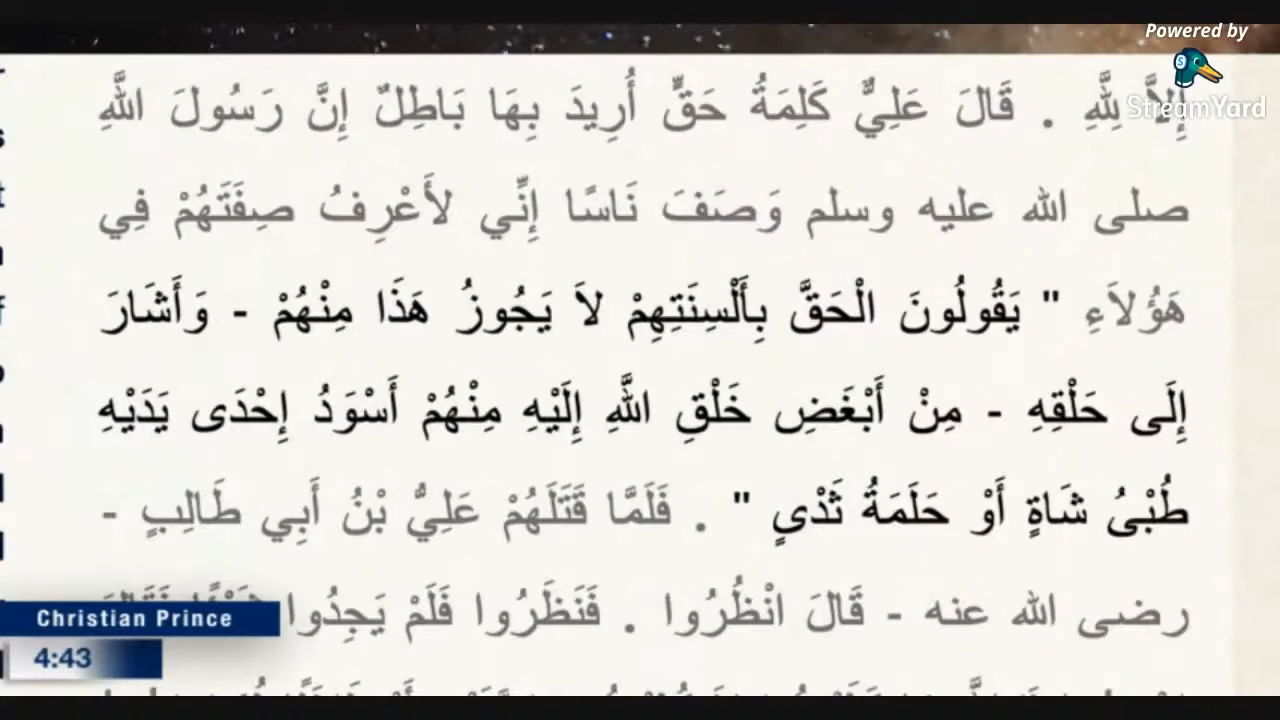 Powered by
StreamYard
إِلاَّ لِلَّهِ . قَالَ عَلِيٌّ كَلِمَةُ حَقٍّ أُرِيدَ بِهَا بَاطِلٌ إِنَّ رَسُولَ اللَّهِ
صلى الله عليه وسلم وَصَفَ نَاسًا إِنِّي لأَعْرِفُ صِفَتَهُمْ فِي
هَؤُلاَءِ " يَقُولُونَ الْحَقَّ بِأَلْسِنَتِهِمْ لاَ يَجُوزُ هَذَا مِنْهُمْ - وَأَشَارَ
إِلَى حَلْقِهِ - مِنْ أَبْغَضِ خَلْقِ اللَّهِ إِلَيْهِ مِنْهُمْ أَسْوَدُ إِحْدَى يَدَيْهِ
طُبْىُ شَاةٍ أَوْ حَلَمَةُ ثَدْىٍ " . فَلَمَّا قَتَلَهُمْ عَلِيُّ بْنُ أَبِي طَالِبٍ -
رضى الله عنه - قَالَ انْظُرُوا . فَنَظَرُوا فَلَمْ يَجِدُوا
Christian Prince
4:43